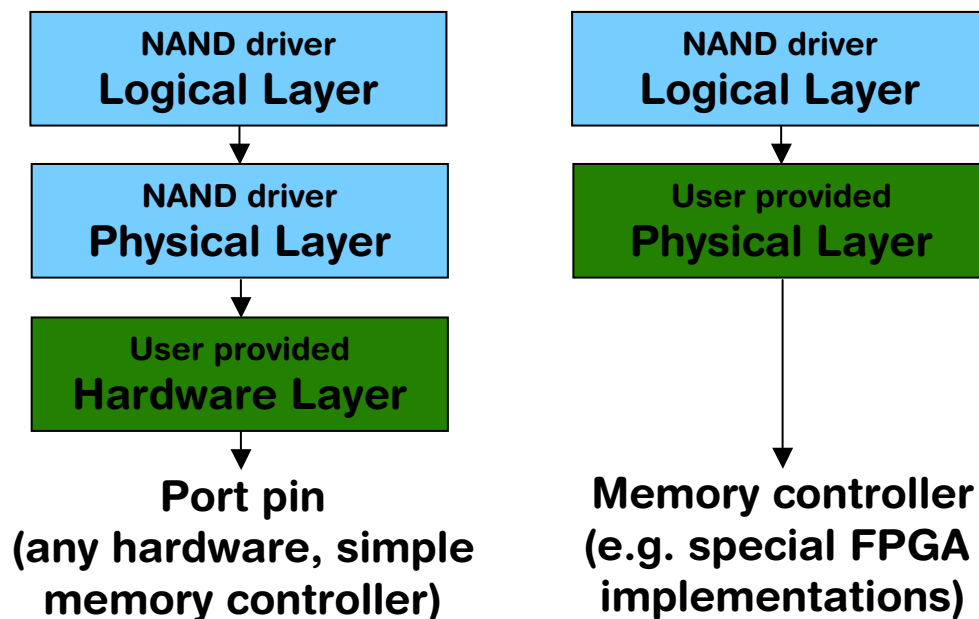 NAND driver
Logical Layer
NAND driver
Physical Layer
User provided
Hardware Layer
Port pin
(any hardware, simple
memory controller)
NAND driver
Logical Layer
User provided
Physical Layer
Memory controller
(e.g. special FPGA
implementations)